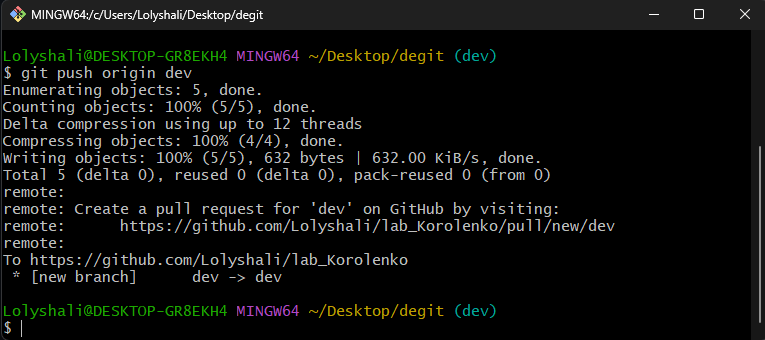 MINGW64:/c/Users/Lolyshali/Desktop/degit
Lolyshali@DESKTOP-GR8EKH4 MINGW64 ~/Desktop/degit (dev)
$ git push origin dev
Enumerating objects: 5, done.
Counting objects: 100% (5/5), done.
Delta compression using up to 12 threads
Compressing objects: 100% (4/4), done.
Writing objects: 100% (5/5), 632 bytes | 632.00 KiB/s, done.
Total 5 (delta 0), reused 0 (delta 0), pack-reused 0 (from 0)
remote:
remote: Create a pull request for 'dev' on GitHub by visiting:
remote:      https://github.com/Lolyshali/lab_Korolenko/pull/new/dev
remote:
To https://github.com/Lolyshali/lab_Korolenko
 * [new branch]      dev -> dev
Lolyshali@DESKTOP-GR8EKH4 MINGW64 ~/Desktop/degit (dev)
$